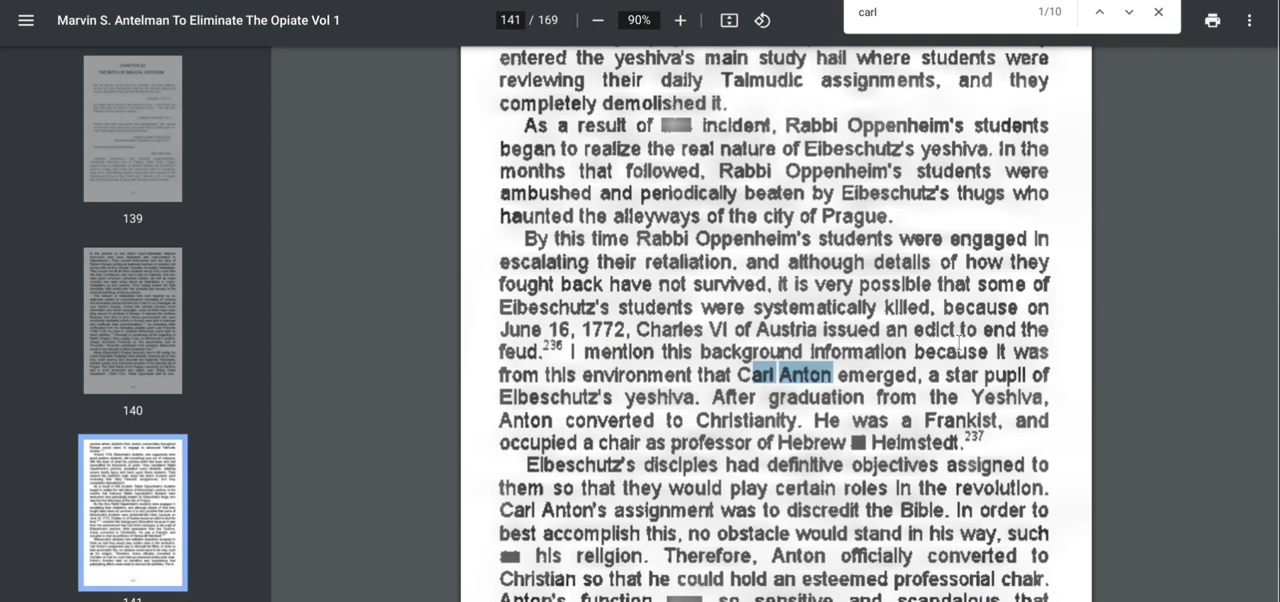 Marvin S. Antelman To Eliminate The Opiate Vol 1
141 / 169
90%
carl
1/10
139
140
141
entered the yeshiva's main study hall where students were
reviewing their daily Talmudic assignments, and they
completely demolished it.
As a result of incident, Rabbi Oppenheim's students
began to realize the real nature of Eibeschutz's yeshiva. In the
months that followed, Rabbi Oppenheim's students were
ambushed and periodically beaten by Eibeschutz's thugs who
haunted the alleyways of the city of Prague.
By this time Rabbi Oppenheim's students were engaged in
escalating their retaliation, and although details of how they
fought back have not survived, it is very possible that some of
Eibeschutz's students were systematically killed, because on
June 16, 1772, Charles VI of Austria issued an edict to end the
feud.236 I mention this background information because it was
from this environment that Carl Anton emerged, a star pupil of
Eibeschutz's yeshiva. After graduation from the Yeshiva,
Anton converted to Christianity. He was a Frankist, and
occupied a chair as professor of Hebrew Helmstedt.237
Eibeschutz's disciples had definitive objectives assigned to
them so that they would play certain roles in the revolution.
Carl Anton's assignment was to discredit the Bible. In order to
best accomplish this, no obstacle would stand in his way, such
his religion. Therefore, Anton officially converted to
Christian so that he could hold an esteemed professorial chair.
Anton's function so sensitive and scandalous that